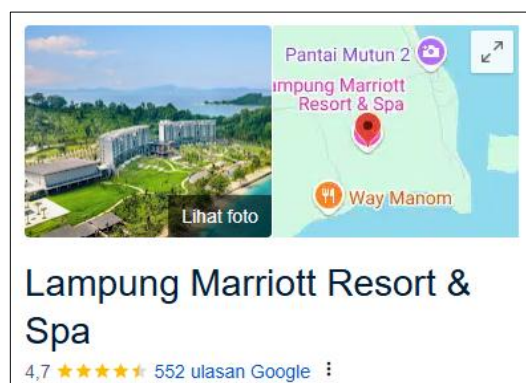 Pantai Mutun 2
ampung Marriott
Resort & Spa
Way Manom
Lihat foto
Lampung Marriott Resort &
Spa
4,7
552 ulasan Google